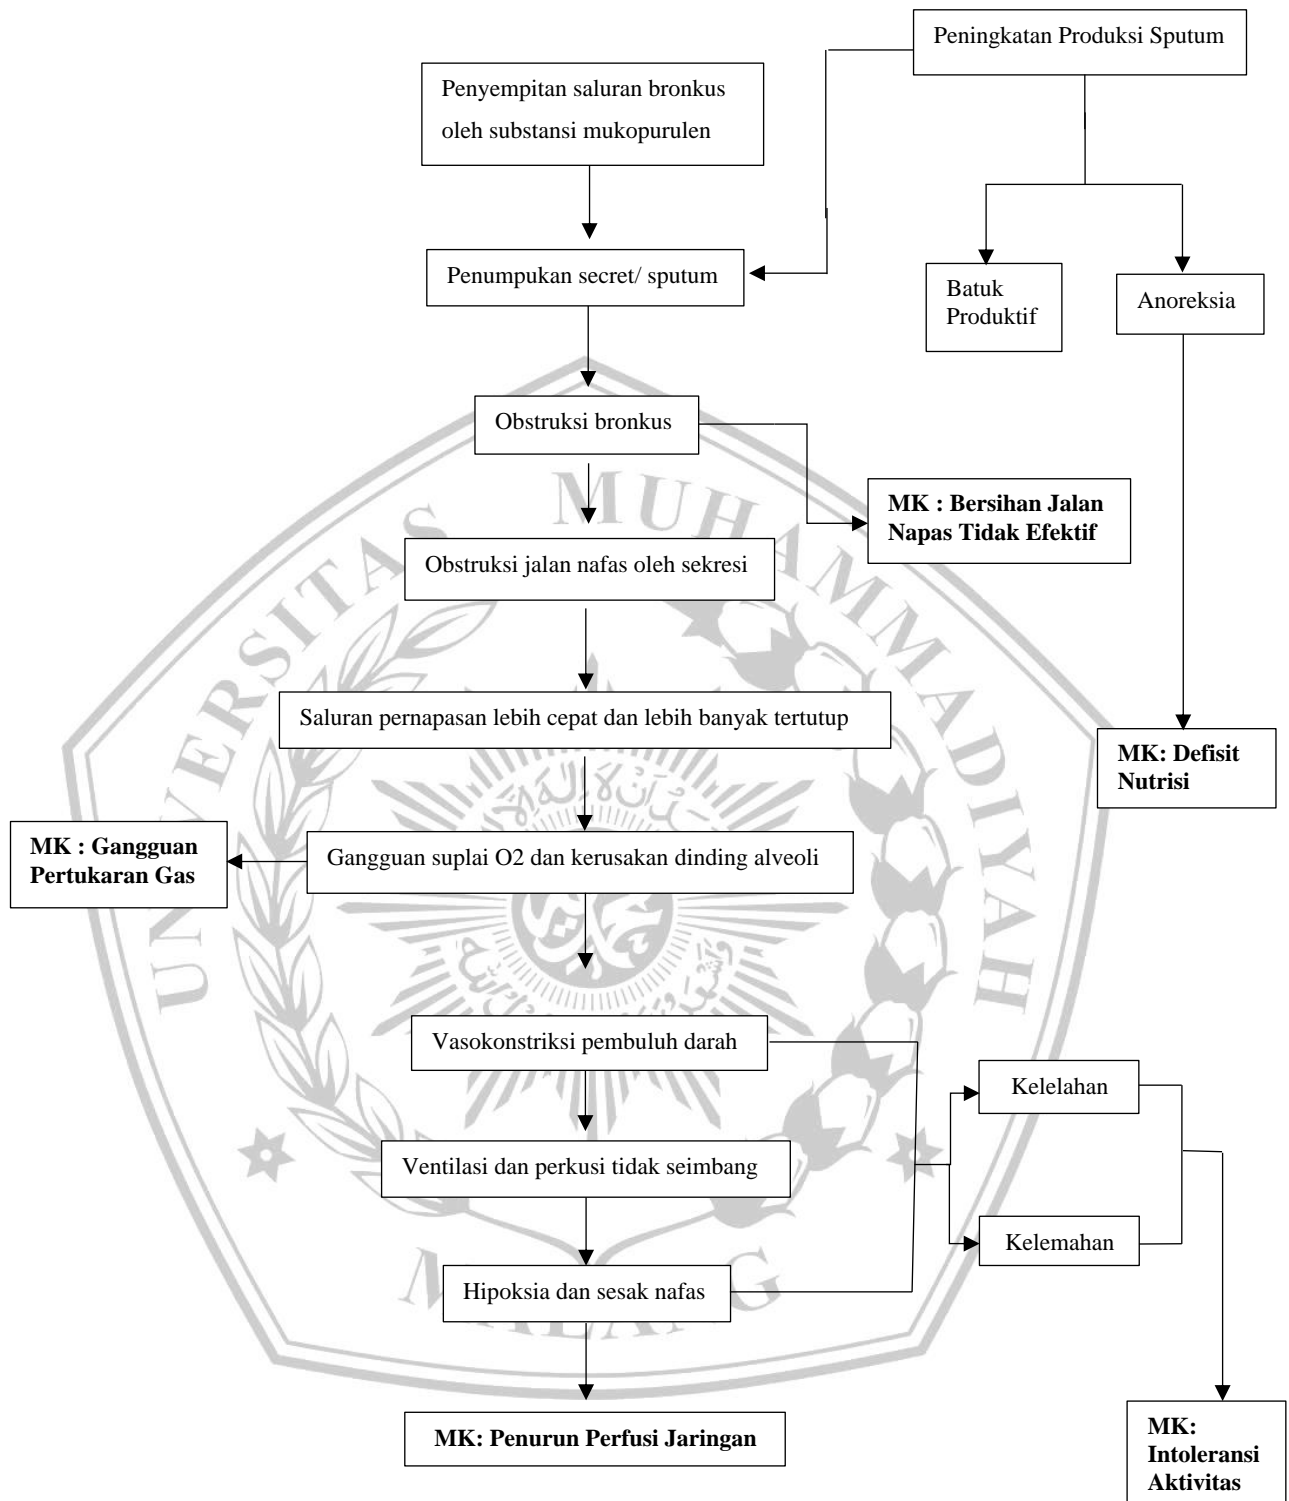 Peningkatan Produksi Sputum
Penyempitan saluran bronkus
oleh substansi mukopurulen
Penumpukan secret/ sputum
Batuk
Produktif
Anoreksia
Obstruksi bronkus
MK : Bersihan Jalan
Napas Tidak Efektif
Obstruksi jalan nafas oleh sekresi
Saluran pernapasan lebih cepat dan lebih banyak tertutup
MK: Defisit
Nutrisi
MK : Gangguan
Pertukaran Gas
Gangguan suplai O2 dan kerusakan dinding alveoli
Vasokonstriksi pembuluh darah
Kelelahan
Ventilasi dan perkusi tidak seimbang
Kelemahan
Hipoksia dan sesak nafas
MK: Penurun Perfusi Jaringan
MK:
Intoleransi
Aktivitas
UNIVERSITAS MUHAMMADIYAH
MALANG